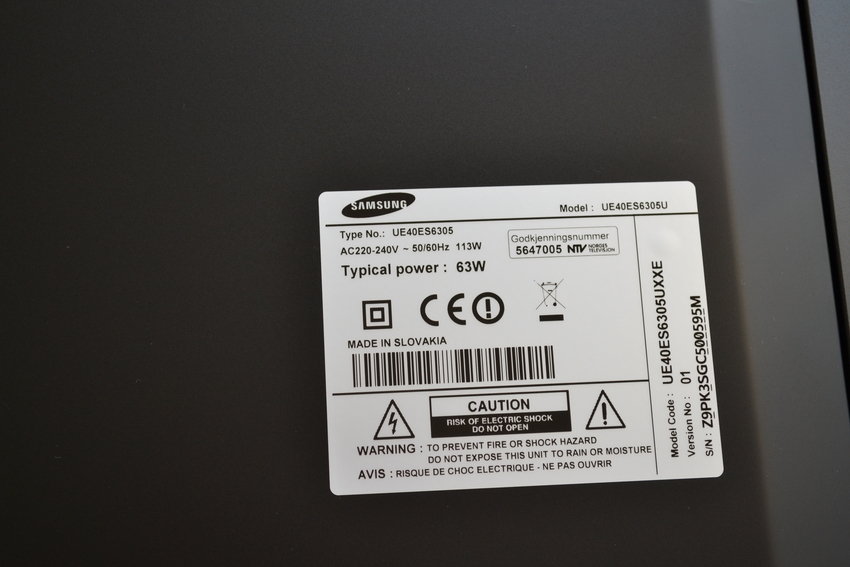 SAMSUNG
Model : UE40ES6305U
Type No.: UE40ES6305
AC220-240V ~ 50/60Hz 113W
Typical power : 63W
Godkjenningsnummer
5647005 NTV NORGES
TELEVISJON
CE
MADE IN SLOVAKIA
CAUTION
RISK OF ELECTRIC SHOCK
DO NOT OPEN
WARNING : TO PREVENT FIRE OR SHOCK HAZARD
DO NOT EXPOSE THIS UNIT TO RAIN OR MOISTURE
AVIS : RISQUE DE CHOC ELECTRIQUE - NE PAS OUVRIR
Model Code : UE40ES6305UXXE
Version No : 01
S/N : Z9PK3SGC500595M